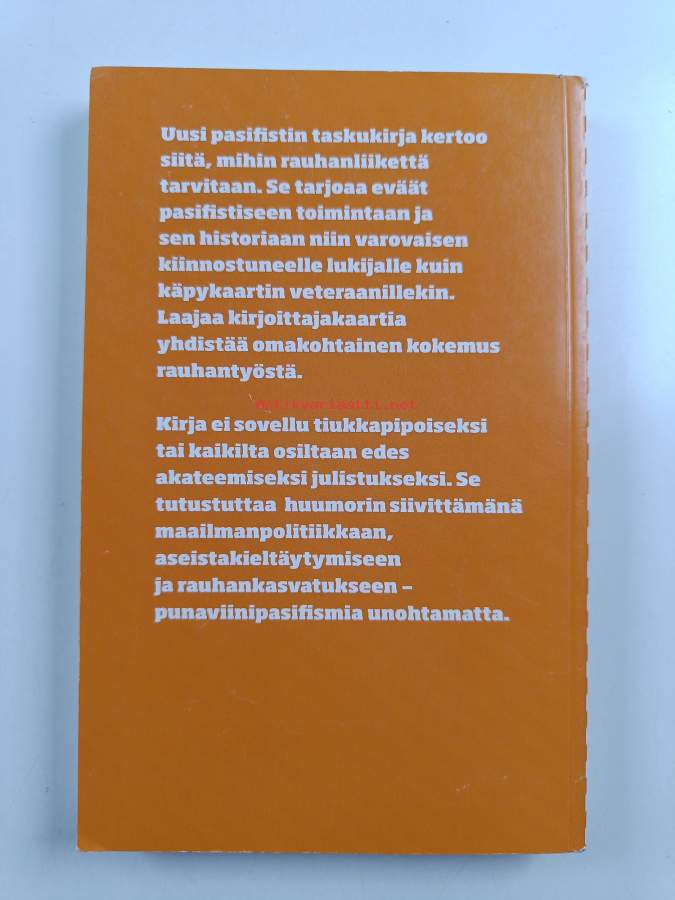 Uusi pasifistin taskukirja kertoo
siitä, mihin rauhanliikettä
tarvitaan. Se tarjoaa eväät
pasifistiseen toimintaan ja
sen historiaan niin varovaisen
kiinnostuneelle lukijalle kuin
käpykaartin veteraanillekin.
Laajaa kirjoittajakaartia
yhdistää omakohtainen kokemus
rauhantyöstä.
Antikvariaatti.net
Kirja ei sovellu tiukkapipoiseksi
tai kaikilta osiltaan edes
akateemiseksi julistukseksi. Se
tutustuttaa huumorin siivittämänä
maailmanpolitiikkaan,
aseistakieltäytymiseen
ja rauhankasvatukseen –
punaviinipasifismia unohtamatta.